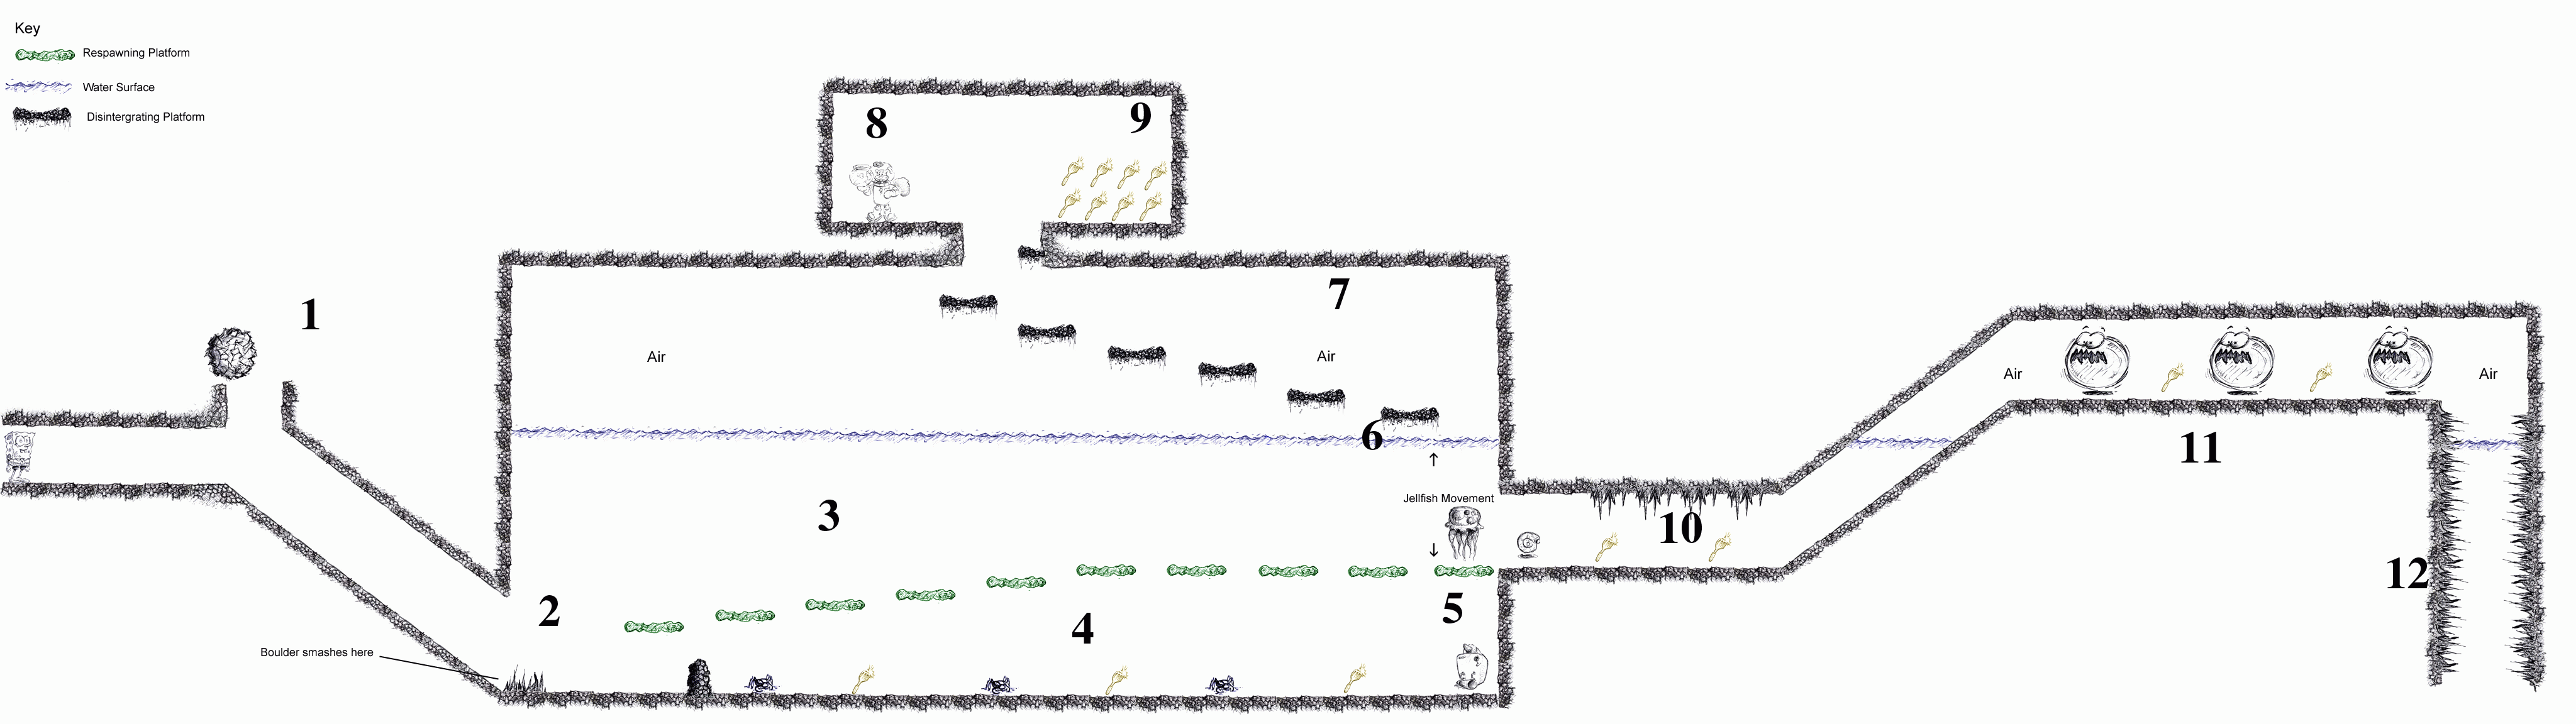 Key
Respawning Platform
Water Surface
Disintergrating Platform
8
9
1
7
Air
Air
Air
Air
6
11
Jellfish Movement
3
10
12
2
5
4
Boulder smashes here